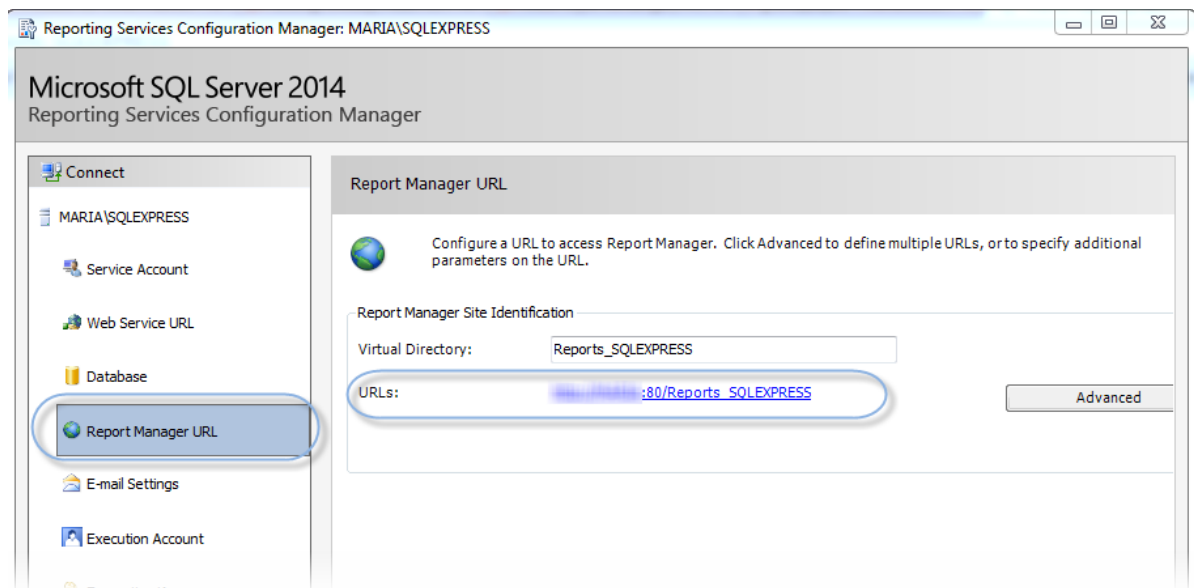 Reporting Services Configuration Manager: MARIA\SQLEXPRESS
Microsoft SQL Server 2014
Reporting Services Configuration Manager
Connect
MARIA\SQLEXPRESS
Service Account
Web Service URL
Database
Report Manager URL
E-mail Settings
Execution Account
Report Manager URL
Configure a URL to access Report Manager. Click Advanced to define multiple URLs, or to specify additional
parameters on the URL.
Report Manager Site Identification
Virtual Directory: Reports_SQLEXPRESS
URLs: :80/Reports_SQLEXPRESS
Advanced